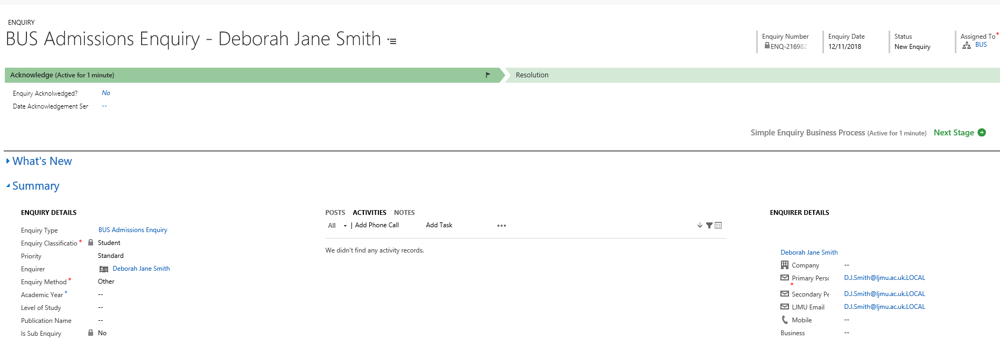 ENQUIRY
BUS Admissions Enquiry - Deborah Jane Smith
Enquiry Number
ENQ-216982
Enquiry Date
12/11/2018
Status
New Enquiry
Assigned To*
BUS
Acknowledge (Active for 1 minute)
Resolution
Enquiry Acknolwedged? No
Date Acknowledgement Ser --
Simple Enquiry Business Process (Active for 1 minute) Next Stage
What's New
Summary
ENQUIRY DETAILS
Enquiry Type BUS Admissions Enquiry
Enquiry Classificatio* Student
Priority Standard
Enquirer Deborah Jane Smith
Enquiry Method* Other
Academic Year+ --
Level of Study --
Publication Name --
Is Sub Enquiry No
POSTS ACTIVITIES NOTES
All | Add Phone Call Add Task •••
We didn't find any activity records.
ENQUIRER DETAILS
Deborah Jane Smith
Company --
Primary Persc D.J.Smith@ljmu.ac.uk.LOCAL
*
Secondary Pe D.J.Smith@ljmu.ac.uk.LOCAL
LJMU Email D.J.Smith@ljmu.ac.uk.LOCAL
Mobile --
Business --